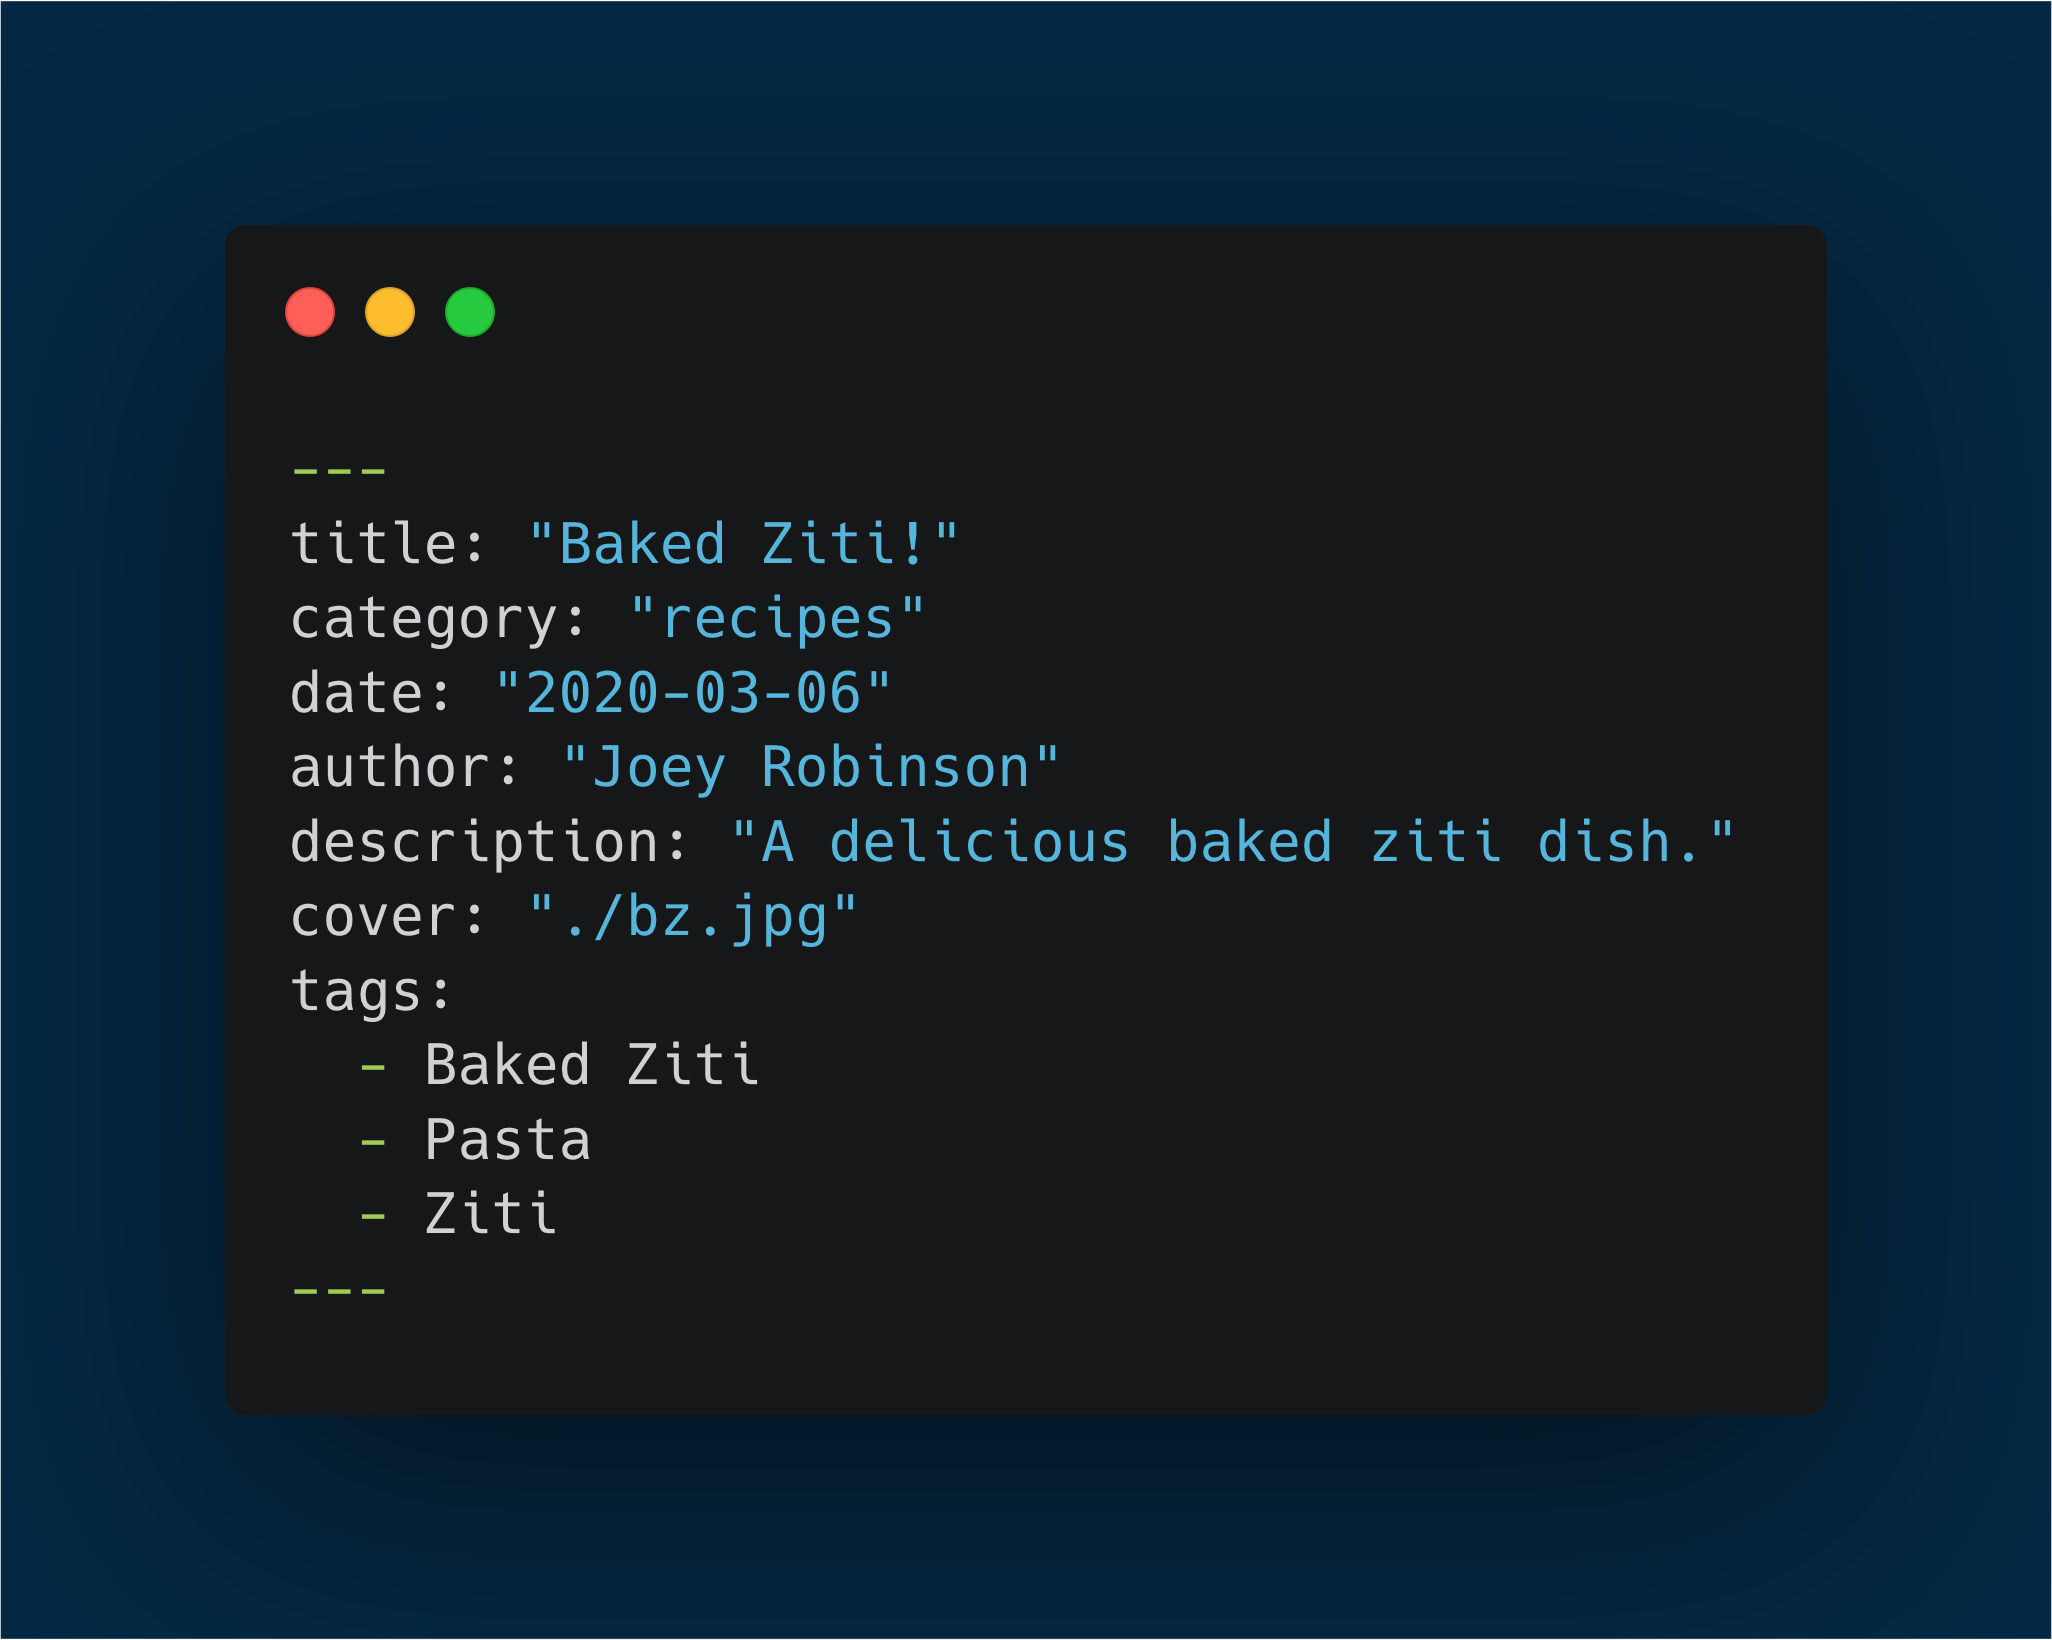 ---
title: "Baked Ziti!"
category: "recipes"
date: "2020-03-06"
author: "Joey Robinson"
description: "A delicious baked ziti dish."
cover: "./bz.jpg"
tags:
  - Baked Ziti
  - Pasta
  - Ziti
---